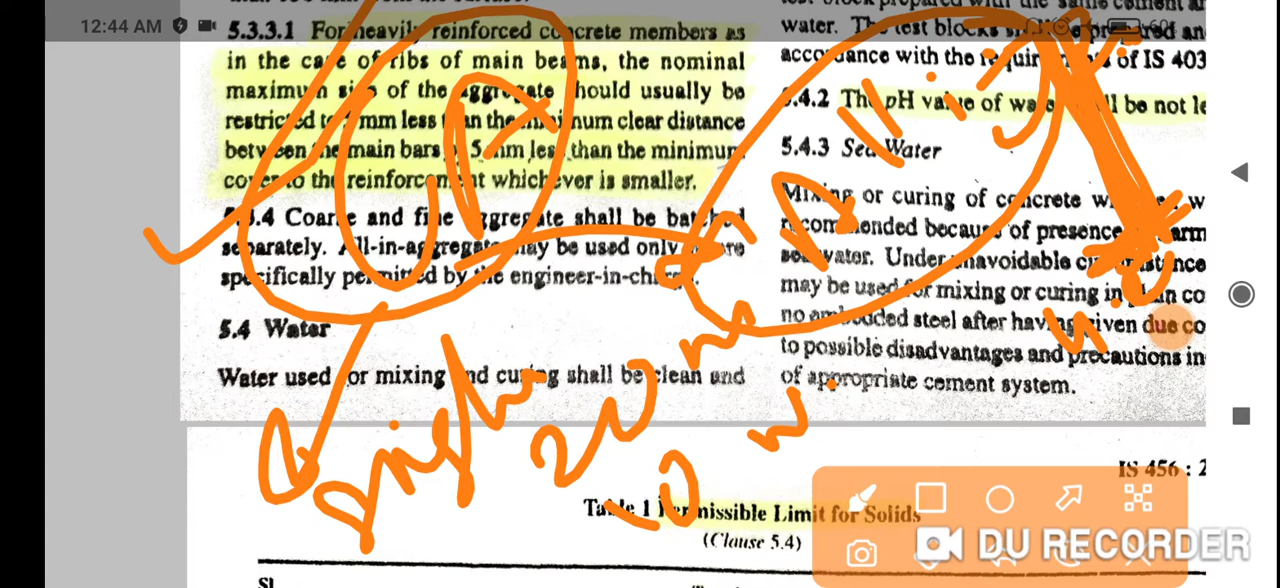 12:44 AM
5.3.3.1 For heavily reinforced concrete members as
in the case of ribs of main beams, the nominal
maximum size of the aggregate should usually be
restricted to mm less than the minimum clear distance
between the main bars 5 mm less than the minimum
cover to the reinforcement whichever is smaller.
5.3.4 Coarse and fine aggregate shall be batched
separately. All-in-aggregate may be used only where
specifically permitted by the engineer-in-charge.
5.4 Water
Water used for mixing and curing shall be clean and
water. The test blocks prepared an
accordance with the requirements of IS 403
5.4.2 The pH value of water shall be not le
5.4.3 Sea Water
Mixing or curing of concrete w
recommended because of presence harm
sea water. Under unavoidable circumstance
may be used for mixing or curing in plain co
no embedded steel after having given due co
to possible disadvantages and precautions in
of appropriate cement system.
20
10
IS 456 : 2
Table 1 Permissible Limit for Solids
(Clause 5.4)
Sl
DU RECORDER